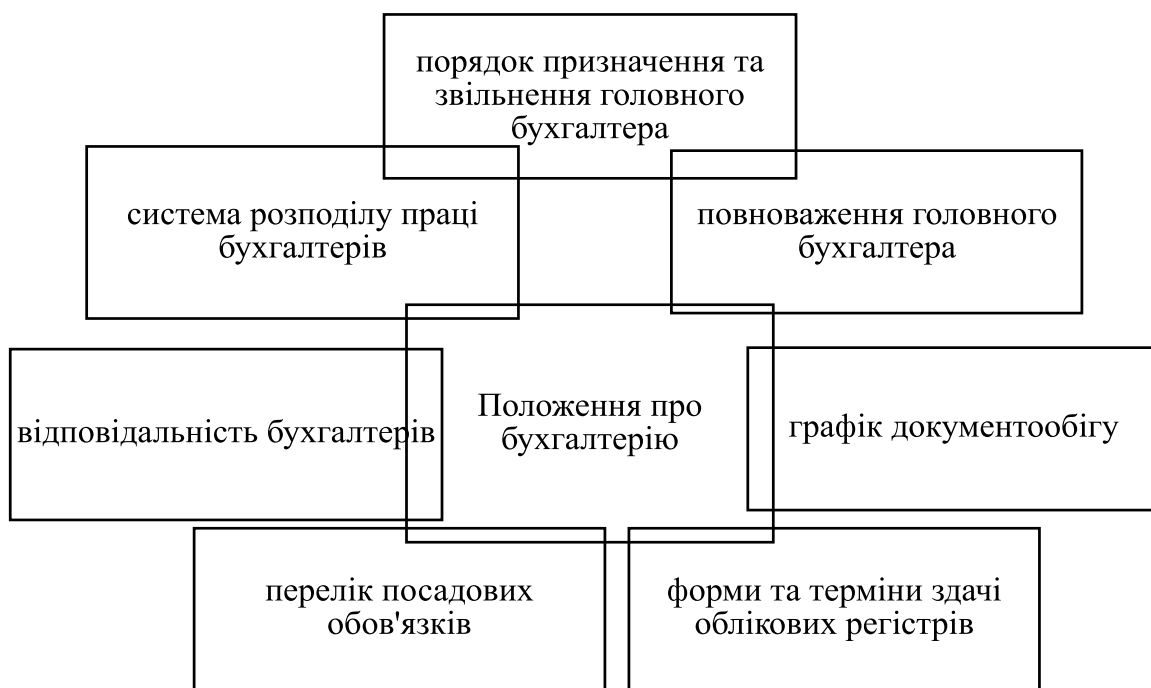 порядок призначення та
звільнення головного
бухгалтера
система розподілу праці
бухгалтерів
повноваження головного
бухгалтера
відповідальність бухгалтерів
Положення про
бухгалтерію
графік документообігу
перелік посадових
обов'язків
форми та терміни здачі
облікових регістрів